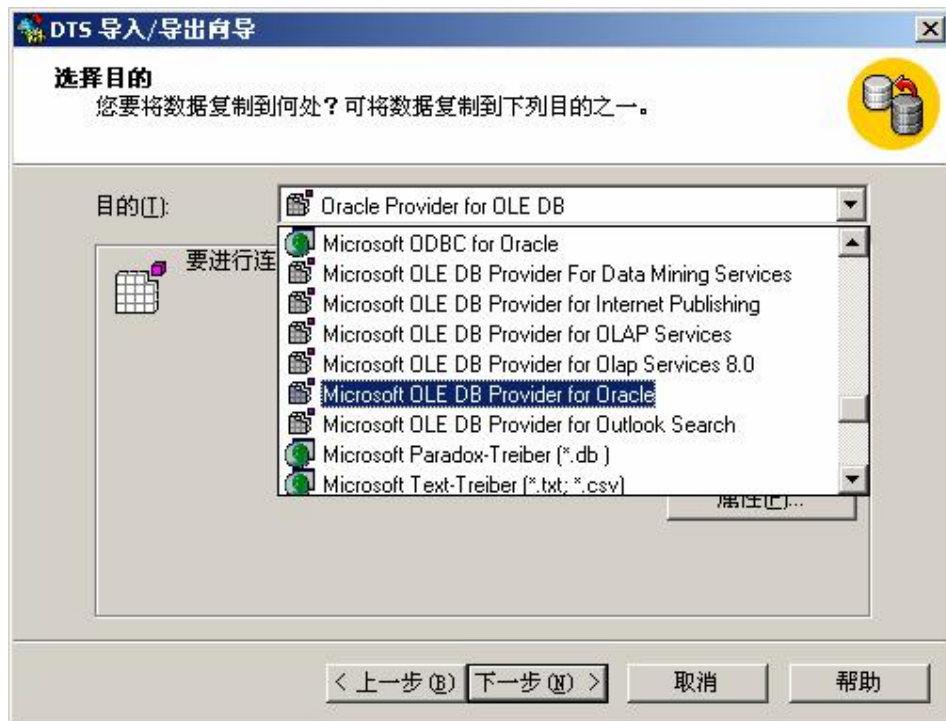 DTS 导入/导出向导
选择目的
您要将数据复制到何处？可将数据复制到下列目的之一。
目的(T):
Oracle Provider for OLE DB
Microsoft ODBC for Oracle
要进行连
Microsoft OLE DB Provider For Data Mining Services
Microsoft OLE DB Provider for Internet Publishing
Microsoft OLE DB Provider for OLAP Services
Microsoft OLE DB Provider for Olap Services 8.0
Microsoft OLE DB Provider for Oracle
Microsoft OLE DB Provider for Outlook Search
Microsoft Paradox-Treiber (*.db )
Microsoft Text-Treiber (*.txt; *.csv)
属性(P)...
< 上一步(B) 下一步(N) > 取消 帮助